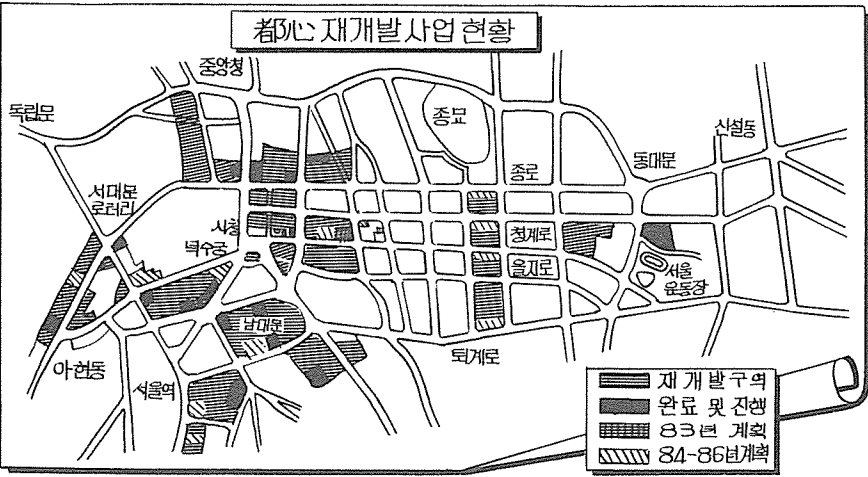 都心 재개발사업현황
중앙청
독립문
종묘
신설동
동대문
종로
서대문
로터리
시청
덕수궁
청계로
을지로
서울
운동장
남대문
아현동
서울역
퇴계로
재개발구역
완료 및 진행
83년 계획
84-86년계획